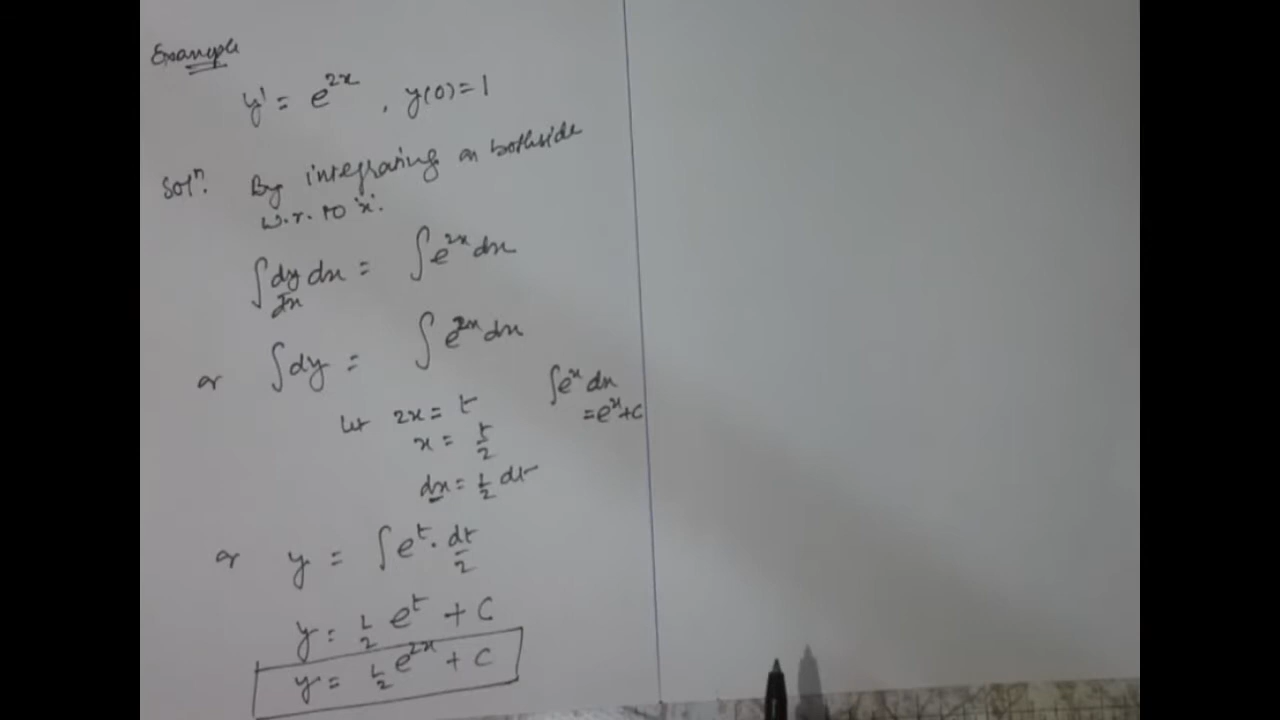 Example
y' = e^{2x} , y(0)=1
Solⁿ. By integrating on bothside
w.r. to 'x'.
∫ dy/dx dx = ∫ e^{2x} dx
or ∫ dy = ∫ e^{2x} dx
let 2x = t
x = t/2
dx = 1/2 dt
∫ e^x dx
= e^x + c
or y = ∫ e^t · dt/2
y = 1/2 e^t + C
y = 1/2 e^{2x} + C